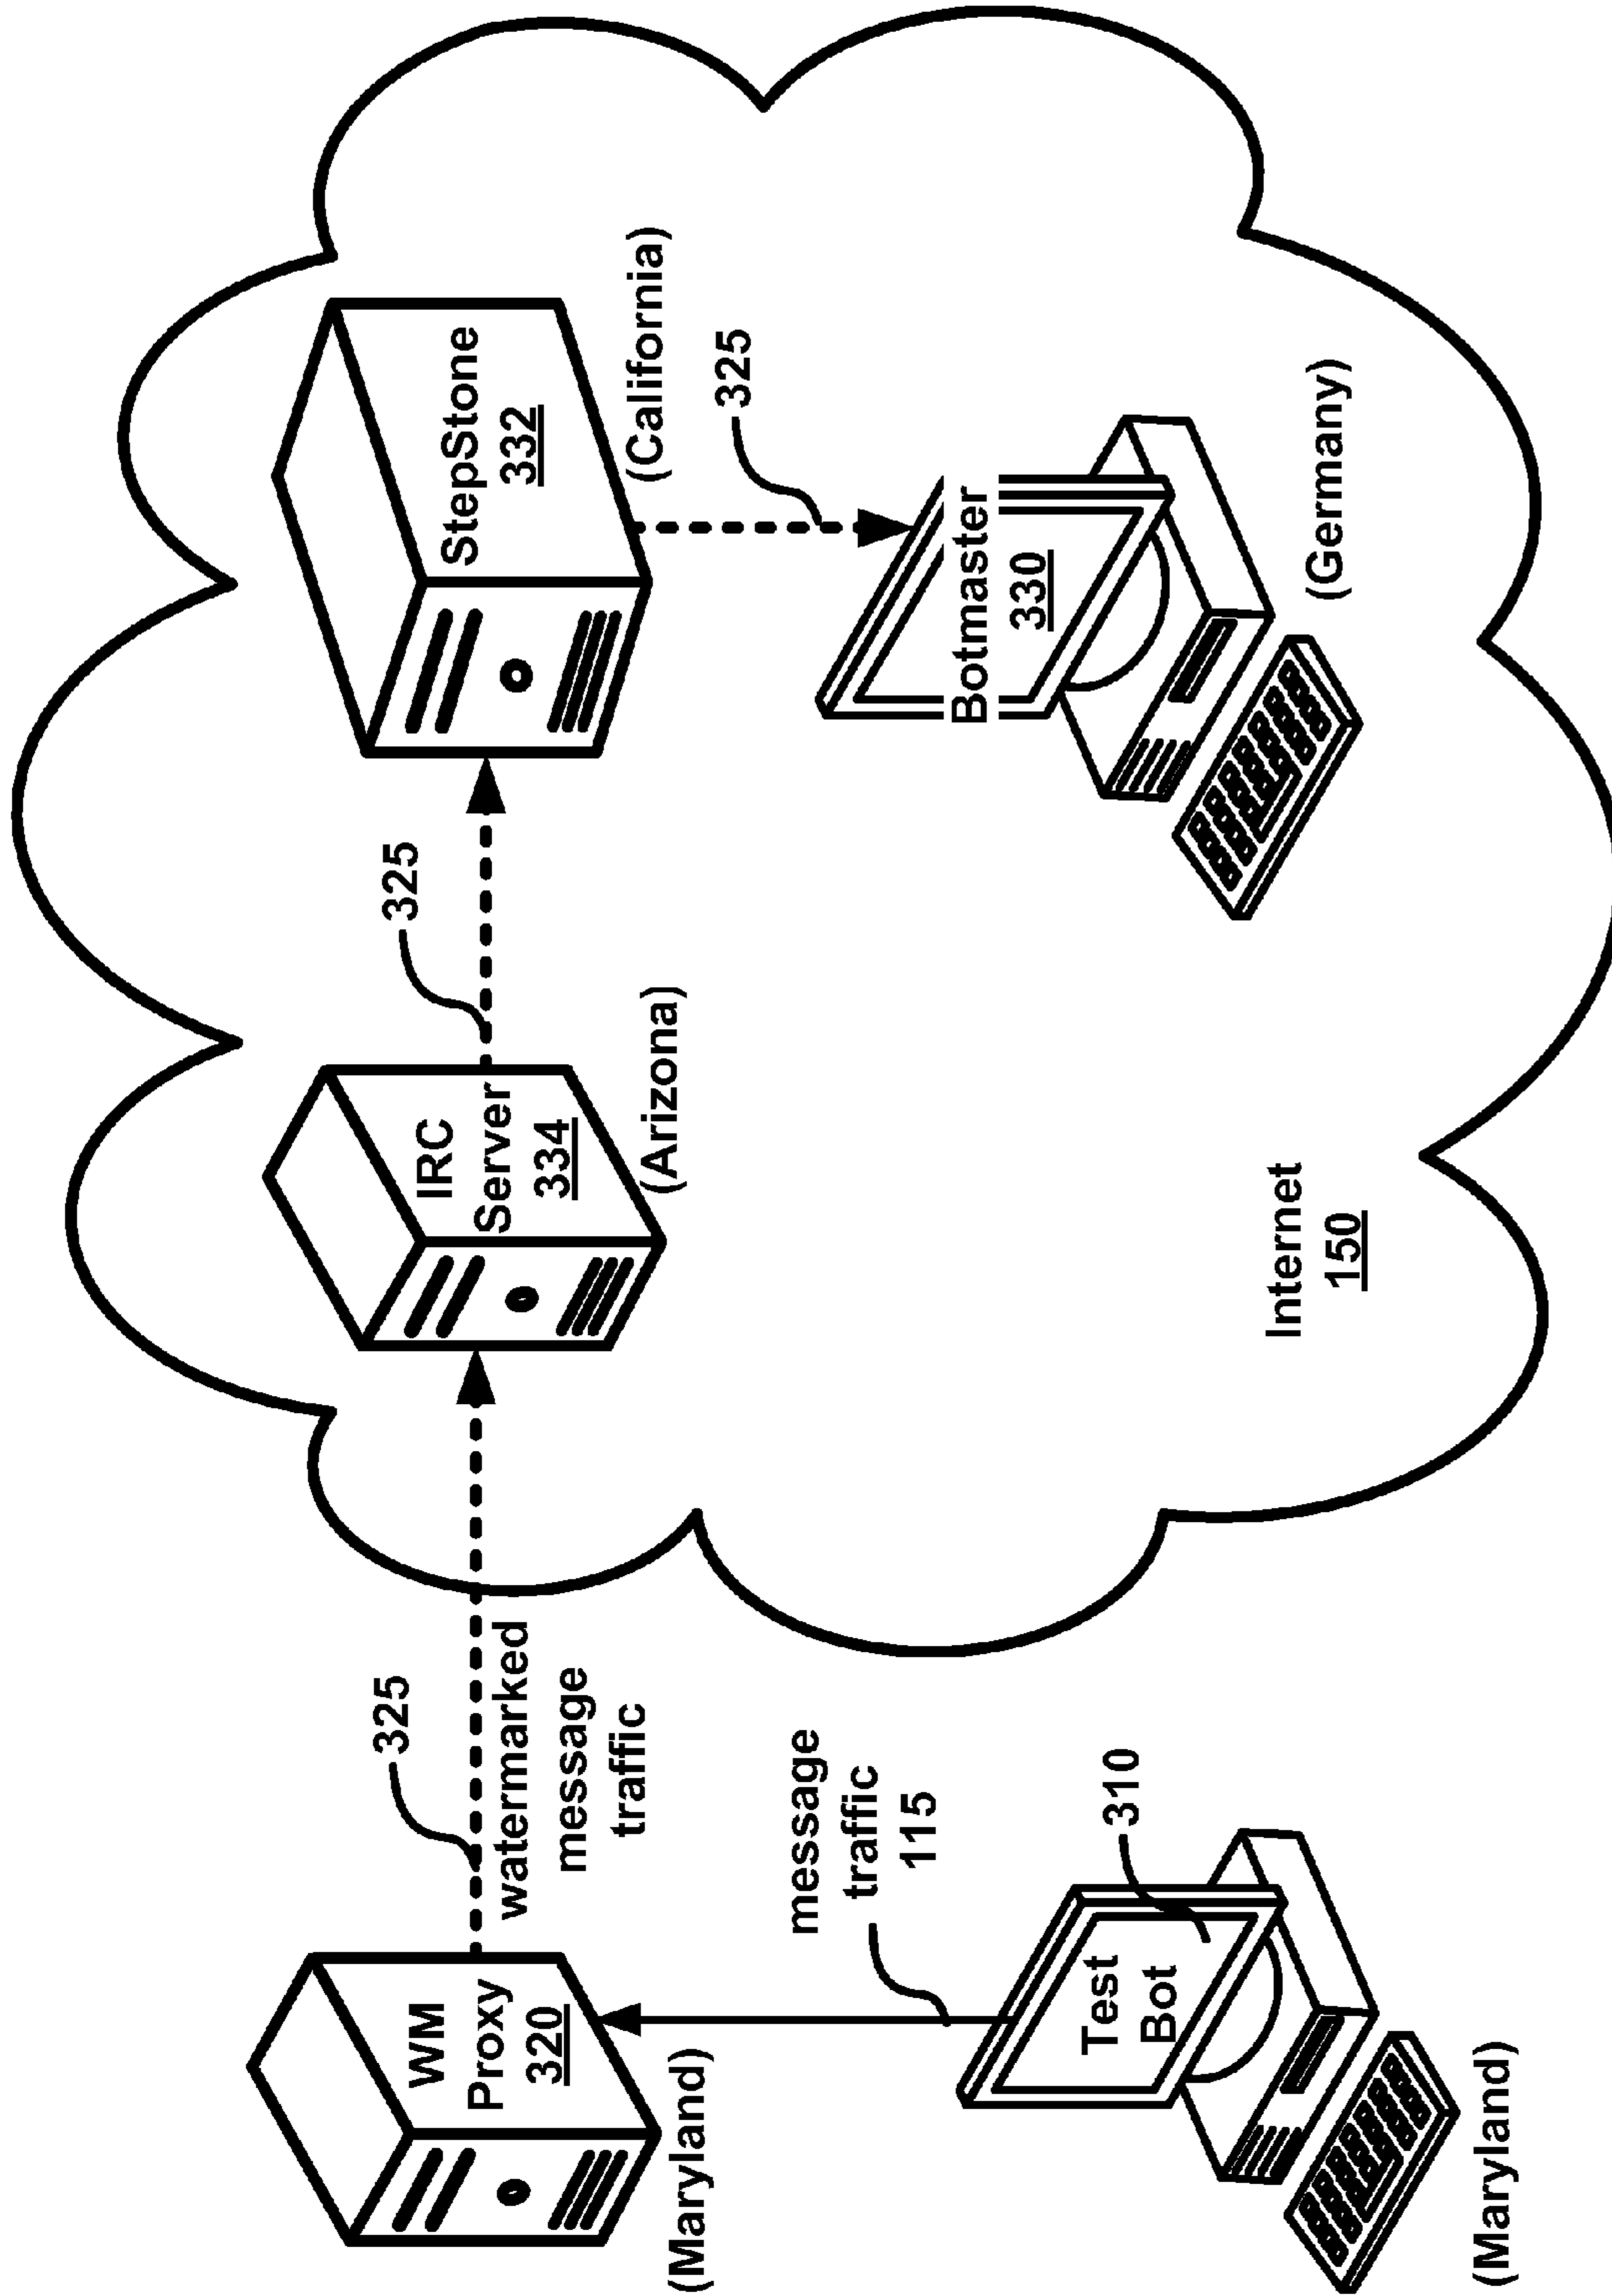 WM
Proxy
320
(Maryland)
325
watermarked
message
traffic
IRC
Server
334
(Arizona)
325
StepStone
332
(California)
325
message
traffic
115
Test
Bot
310
(Maryland)
Botmaster
330
(Germany)
Internet
150